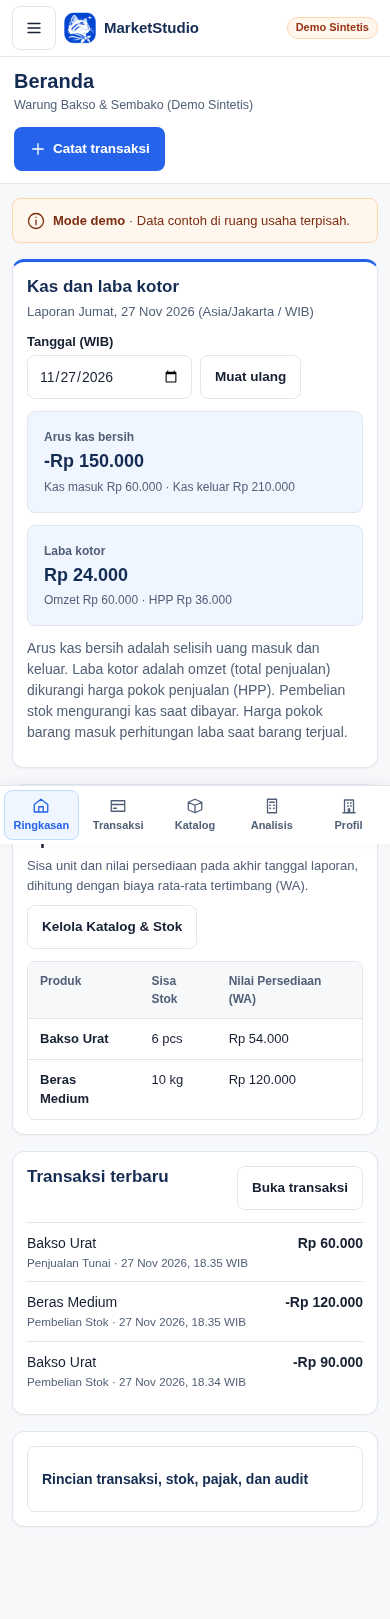 MarketStudio
Demo Sintetis
Beranda
Warung Bakso & Sembako (Demo Sintetis)
Catat transaksi
Mode demo · Data contoh di ruang usaha terpisah.
Kas dan laba kotor
Laporan Jumat, 27 Nov 2026 (Asia/Jakarta / WIB)
Tanggal (WIB)
11/27/2026
Muat ulang
Arus kas bersih
-Rp 150.000
Kas masuk Rp 60.000 · Kas keluar Rp 210.000
Laba kotor
Rp 24.000
Omzet Rp 60.000 · HPP Rp 36.000
Arus kas bersih adalah selisih uang masuk dan
keluar. Laba kotor adalah omzet (total penjualan)
dikurangi harga pokok penjualan (HPP). Pembelian
stok mengurangi kas saat dibayar. Harga pokok
barang masuk perhitungan laba saat barang terjual.
Ringkasan
Transaksi
Katalog
Analisis
Profil
Sisa unit dan nilai persediaan pada akhir tanggal laporan,
dihitung dengan biaya rata-rata tertimbang (WA).
Kelola Katalog & Stok
Produk
Sisa
Stok
Nilai Persediaan
(WA)
Bakso Urat
6 pcs
Rp 54.000
Beras
Medium
10 kg
Rp 120.000
Transaksi terbaru
Buka transaksi
Bakso Urat
Rp 60.000
Penjualan Tunai · 27 Nov 2026, 18.35 WIB
Beras Medium
-Rp 120.000
Pembelian Stok · 27 Nov 2026, 18.35 WIB
Bakso Urat
-Rp 90.000
Pembelian Stok · 27 Nov 2026, 18.34 WIB
Rincian transaksi, stok, pajak, dan audit